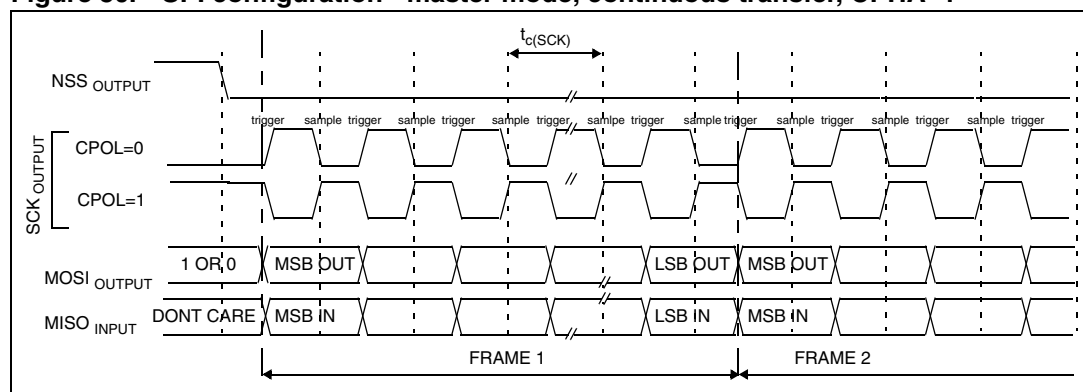 SPI configuration - master mode, continuous transfer, CPHA=1
tc(SCK)
NSS OUTPUT
trigger sample trigger sample trigger sample trigger sample trigger sample trigger sample trigger sample trigger sample trigger
SCK OUTPUT
CPOL=0
CPOL=1
MOSI OUTPUT 1 OR 0 MSB OUT LSB OUT MSB OUT
MISO INPUT DONT CARE MSB IN LSB IN MSB IN
FRAME 1 FRAME 2